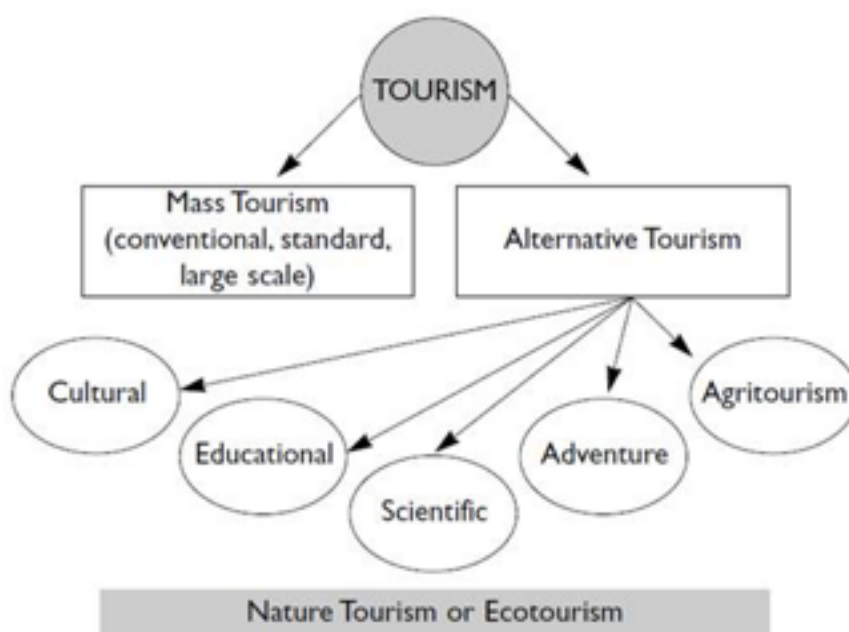 TOURISM
Mass Tourism
(conventional, standard,
large scale)
Alternative Tourism
Cultural
Educational
Scientific
Adventure
Agritourism
Nature Tourism or Ecotourism